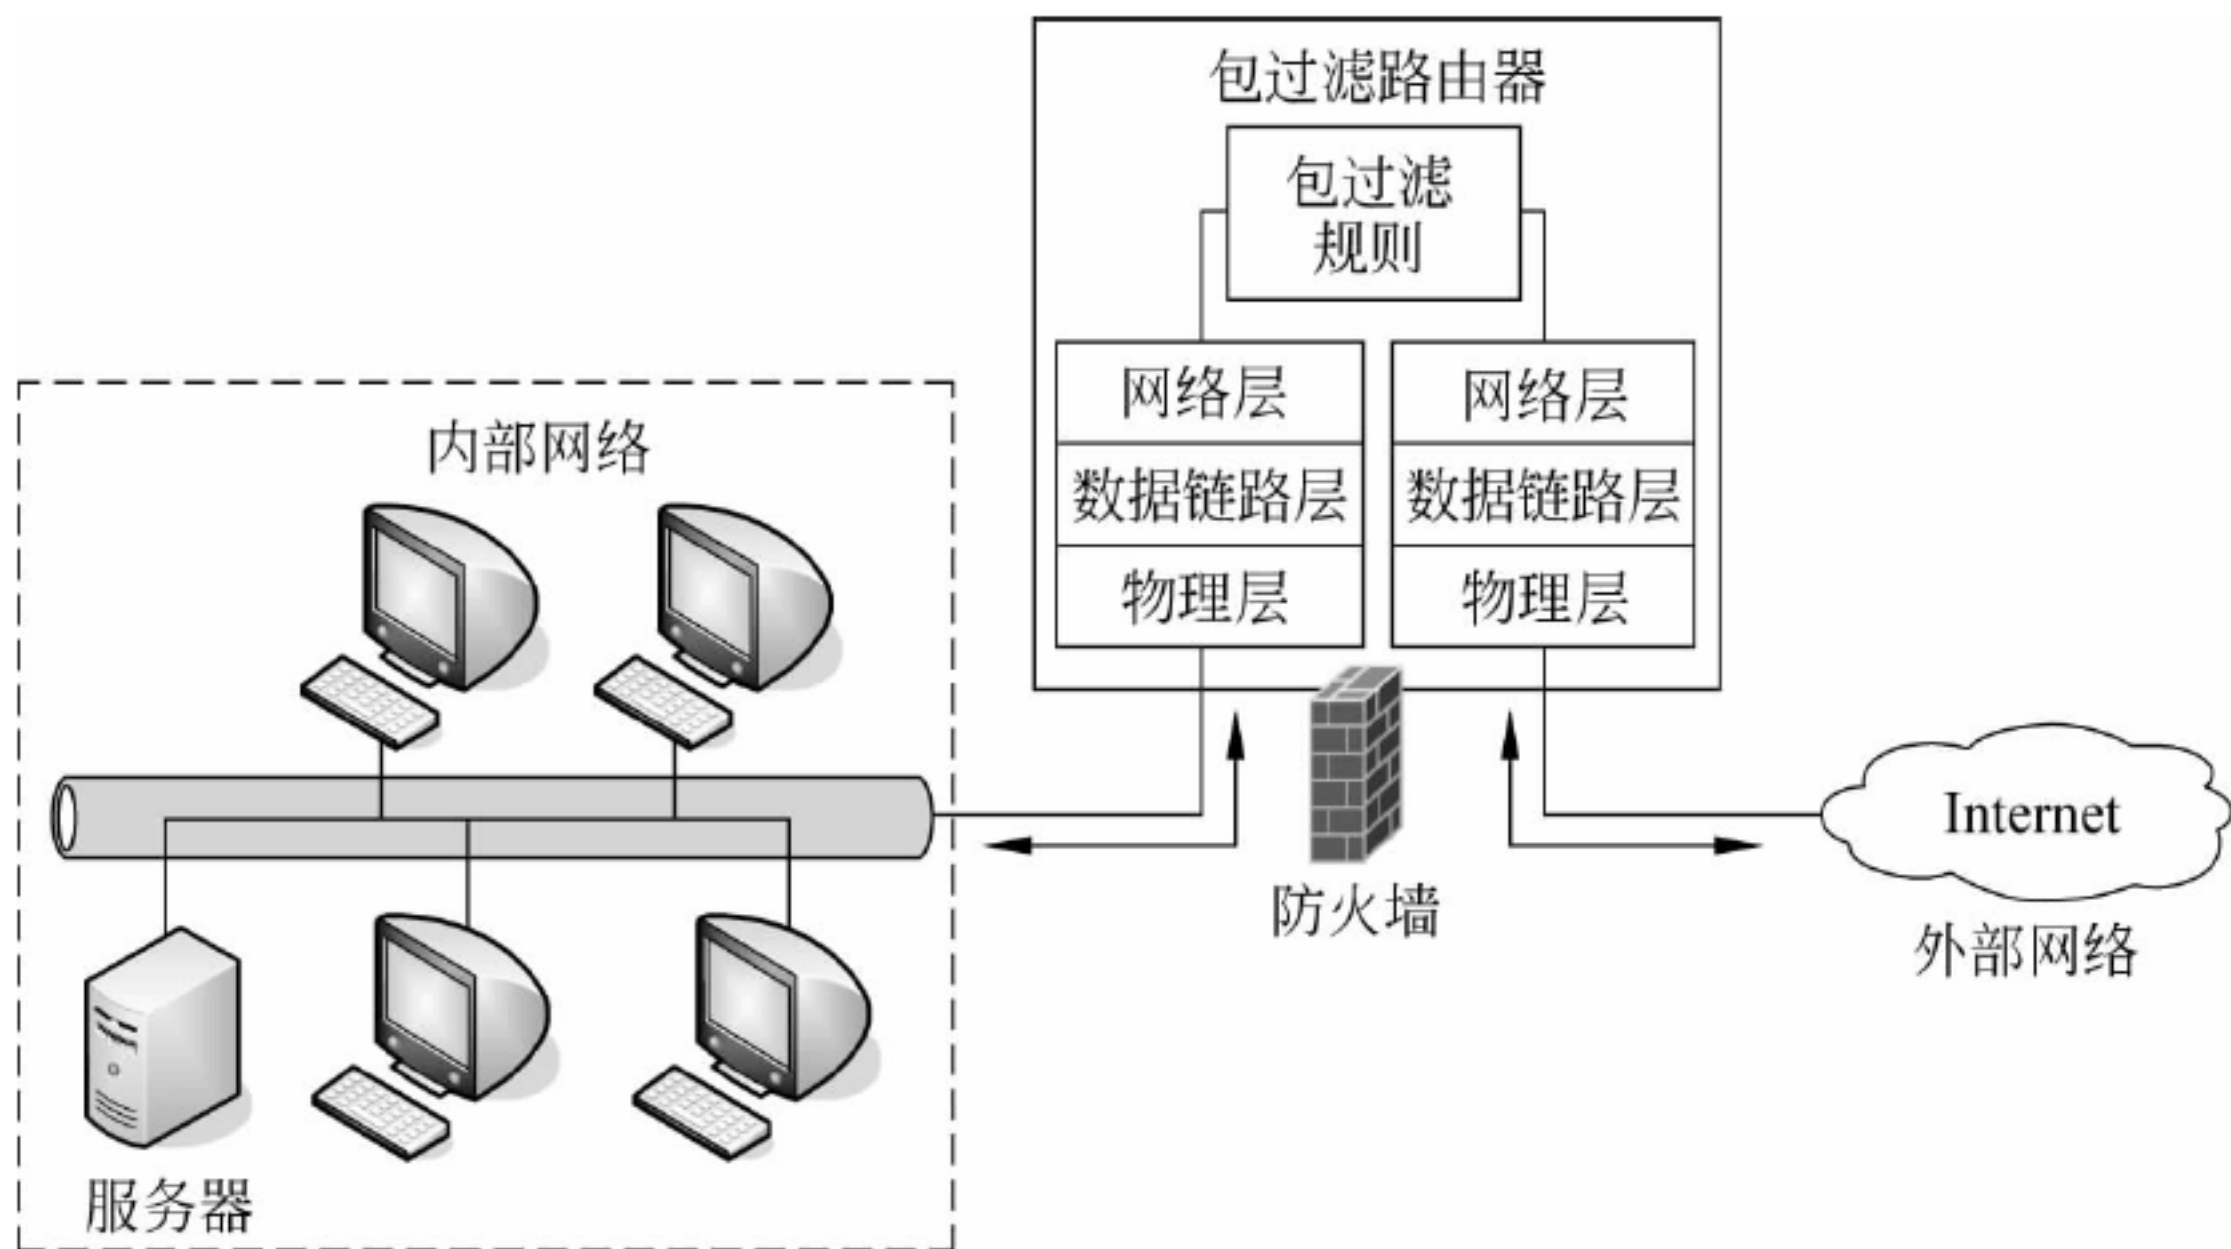 包过滤路由器
包过滤
规则
网络层
网络层
数据链路层
数据链路层
物理层
物理层
内部网络
防火墙
Internet
外部网络
服务器